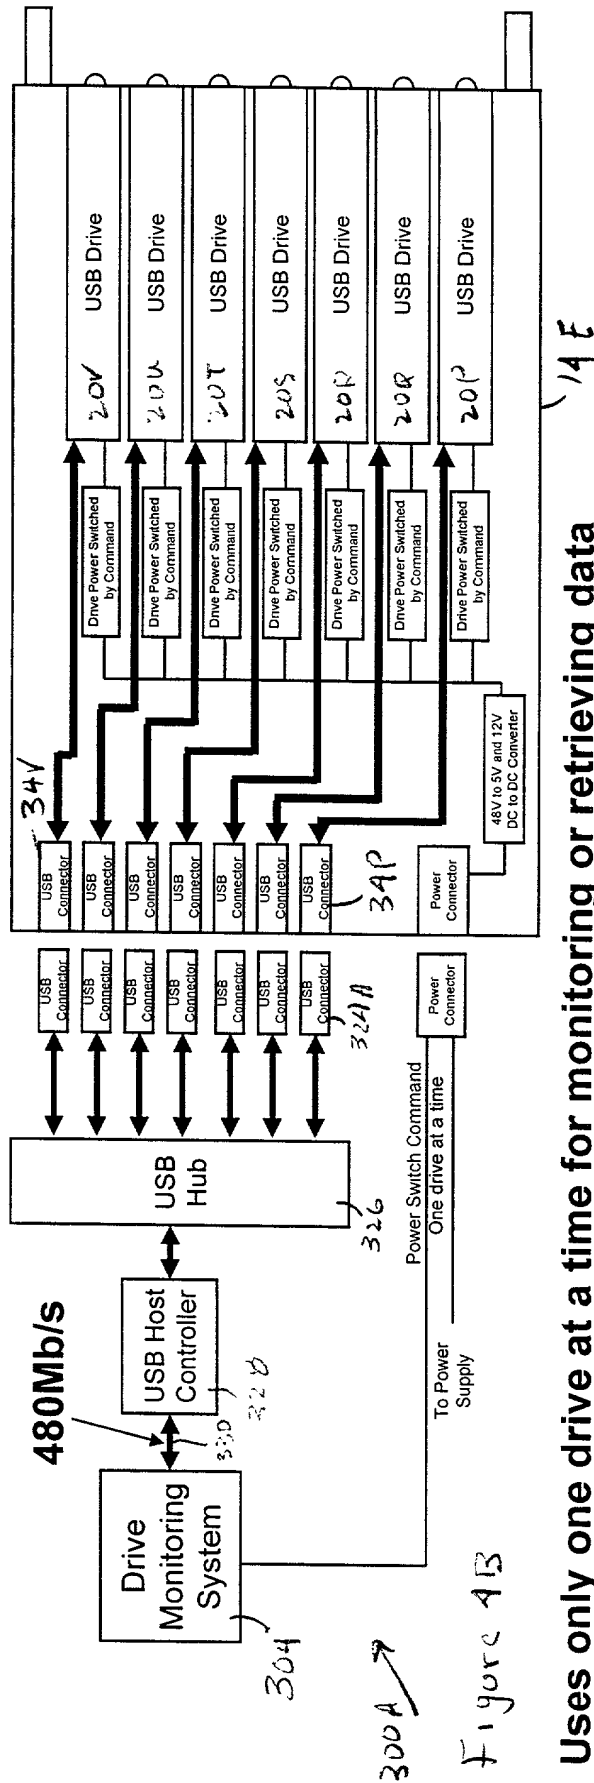 480Mb/s
Drive
Monitoring
System
304
330
USB Host
Controller
328
USB
Hub
326
USB
Connector
USB
Connector
USB
Connector
USB
Connector
USB
Connector
USB
Connector
USB
Connector
324A
Power
Connector
34V
USB
Connector
USB
Connector
USB
Connector
USB
Connector
USB
Connector
USB
Connector
USB
Connector
34P
Power
Connector
48V to 5V and 12V
DC to DC Converter
Drive Power Switched
by Command
Drive Power Switched
by Command
Drive Power Switched
by Command
Drive Power Switched
by Command
Drive Power Switched
by Command
Drive Power Switched
by Command
Drive Power Switched
by Command
20V USB Drive
20U USB Drive
20T USB Drive
20S USB Drive
20R USB Drive
20Q USB Drive
20P USB Drive
14E
Power Switch Command
One drive at a time
To Power
Supply
300A
Figure 4B
Uses only one drive at a time for monitoring or retrieving data